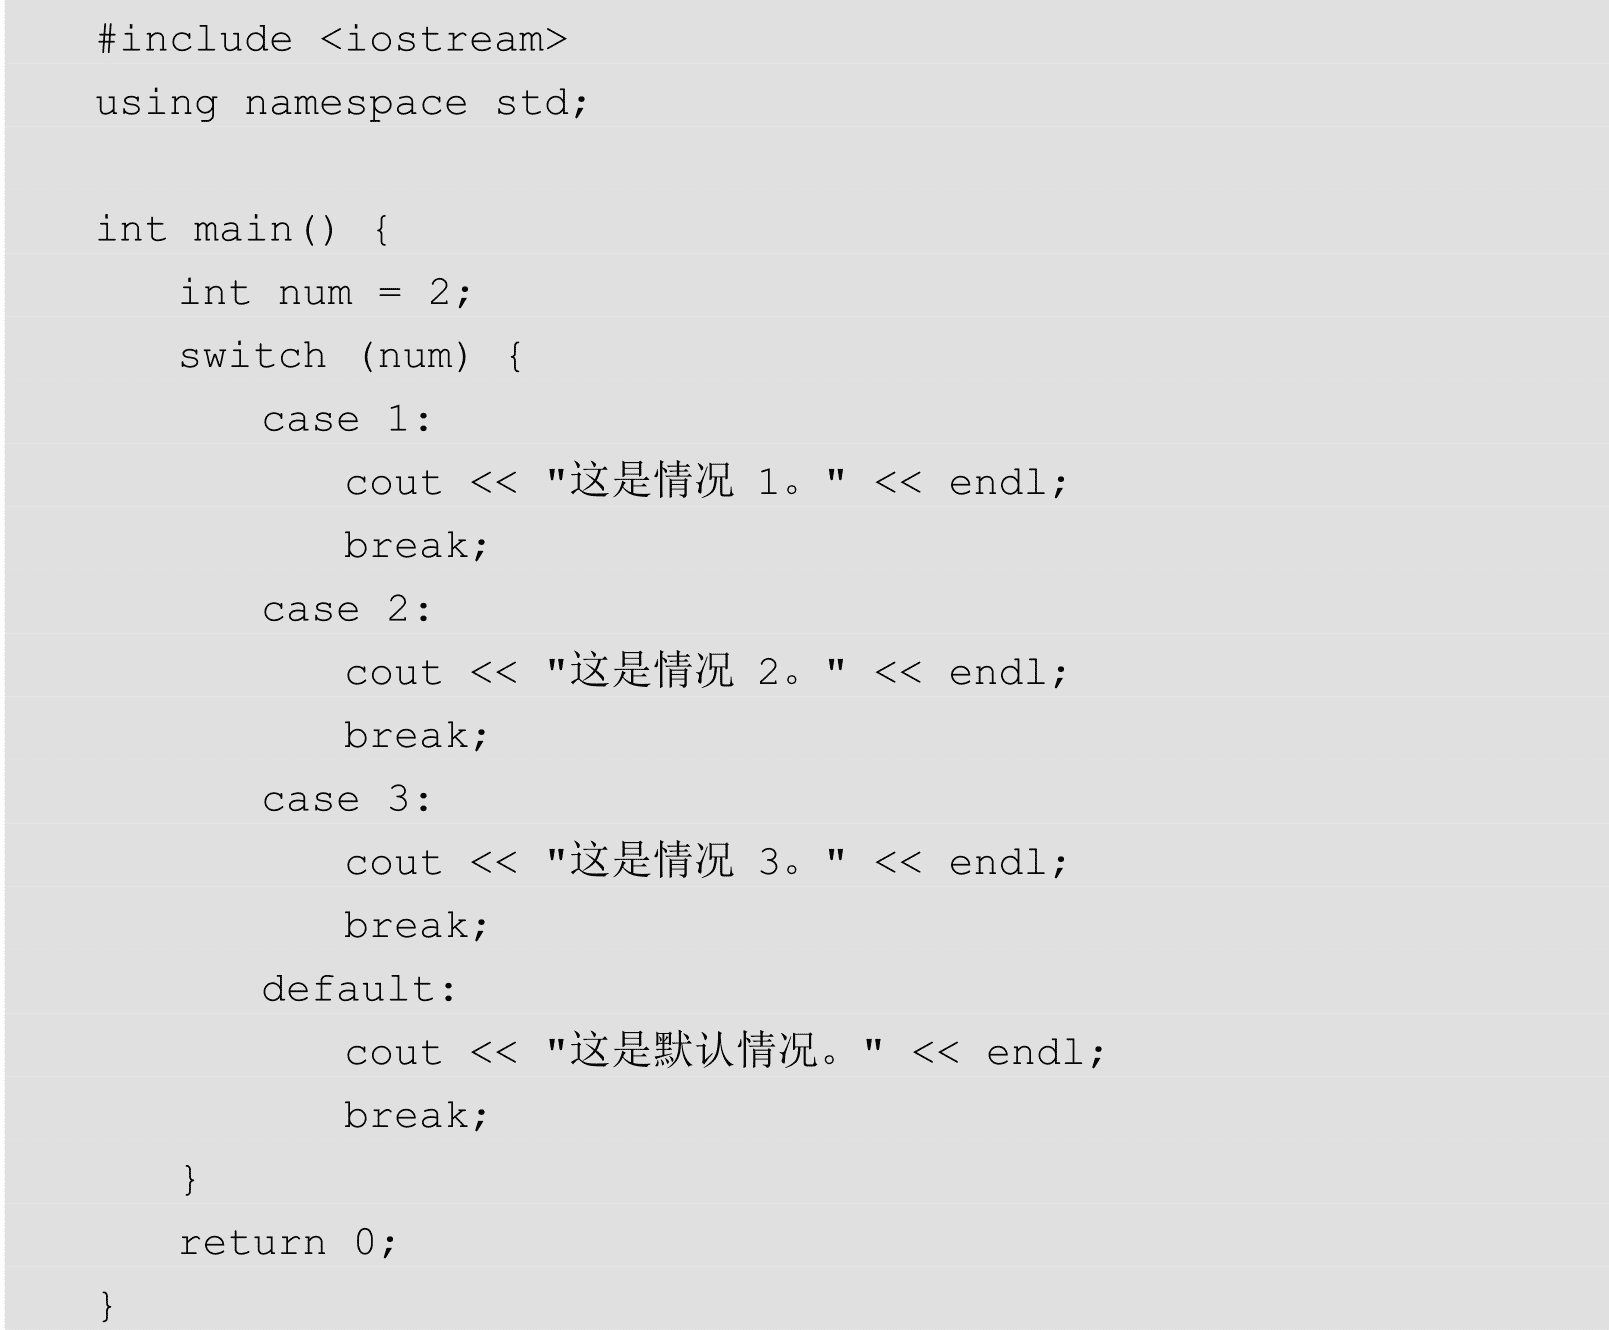 #include <iostream>
using namespace std;

int main() {
    int num = 2;
    switch (num) {
        case 1:
            cout << "这是情况 1。" << endl;
            break;
        case 2:
            cout << "这是情况 2。" << endl;
            break;
        case 3:
            cout << "这是情况 3。" << endl;
            break;
        default:
            cout << "这是默认情况。" << endl;
            break;
    }
    return 0;
}